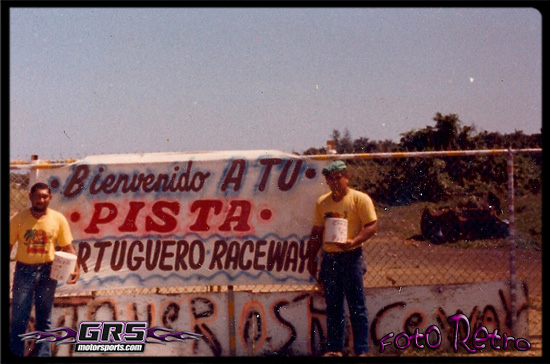 Bienvenido A TU
PISTA
RTUGUERO RACEWAY
GRS
motorsports.com
FOTO RETRO